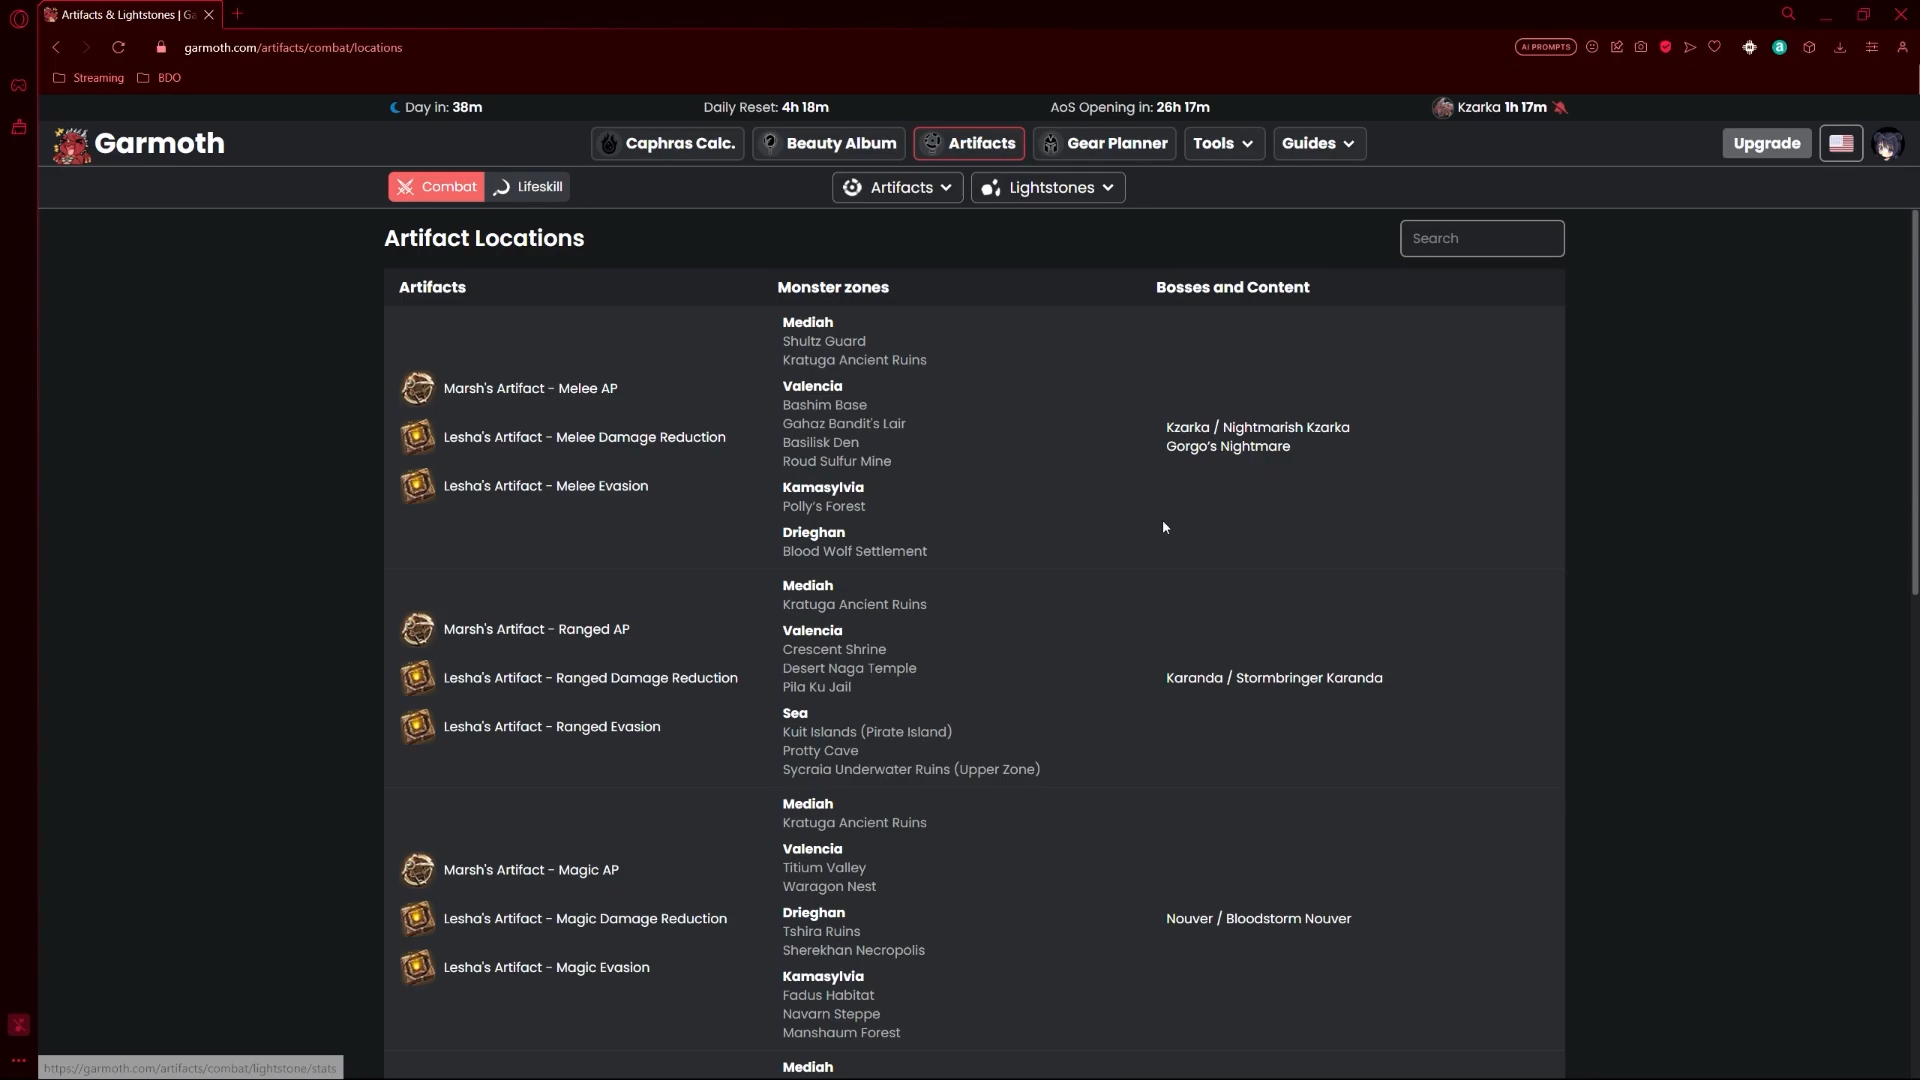 Artifacts & Lightstones | Ga
garmoth.com/artifacts/combat/locations
AI PROMPTS
Streaming
BDO
Day in: 38m
Daily Reset: 4h 18m
AoS Opening in: 26h 17m
Kzarka 1h 17m
Garmoth
Caphras Calc.
Beauty Album
Artifacts
Gear Planner
Tools
Guides
Upgrade
Combat
Lifeskill
Artifacts
Lightstones
Artifact Locations
Search
Artifacts
Monster zones
Bosses and Content
Marsh's Artifact - Melee AP
Lesha's Artifact - Melee Damage Reduction
Lesha's Artifact - Melee Evasion
Mediah
Shultz Guard
Kratuga Ancient Ruins
Valencia
Bashim Base
Gahaz Bandit's Lair
Basilisk Den
Roud Sulfur Mine
Kamasylvia
Polly's Forest
Drieghan
Blood Wolf Settlement
Kzarka / Nightmarish Kzarka
Gorgo's Nightmare
Marsh's Artifact - Ranged AP
Lesha's Artifact - Ranged Damage Reduction
Lesha's Artifact - Ranged Evasion
Mediah
Kratuga Ancient Ruins
Valencia
Crescent Shrine
Desert Naga Temple
Pila Ku Jail
Sea
Kuit Islands (Pirate Island)
Protty Cave
Sycraia Underwater Ruins (Upper Zone)
Karanda / Stormbringer Karanda
Marsh's Artifact - Magic AP
Lesha's Artifact - Magic Damage Reduction
Lesha's Artifact - Magic Evasion
Mediah
Kratuga Ancient Ruins
Valencia
Titium Valley
Waragon Nest
Drieghan
Tshira Ruins
Sherekhan Necropolis
Kamasylvia
Fadus Habitat
Navarn Steppe
Manshaum Forest
Nouver / Bloodstorm Nouver
Mediah
https://garmoth.com/artifacts/combat/lightstone/stats